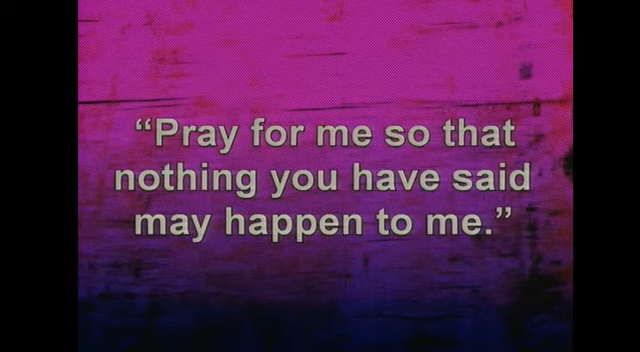 “Pray for me so that
nothing you have said
may happen to me.”